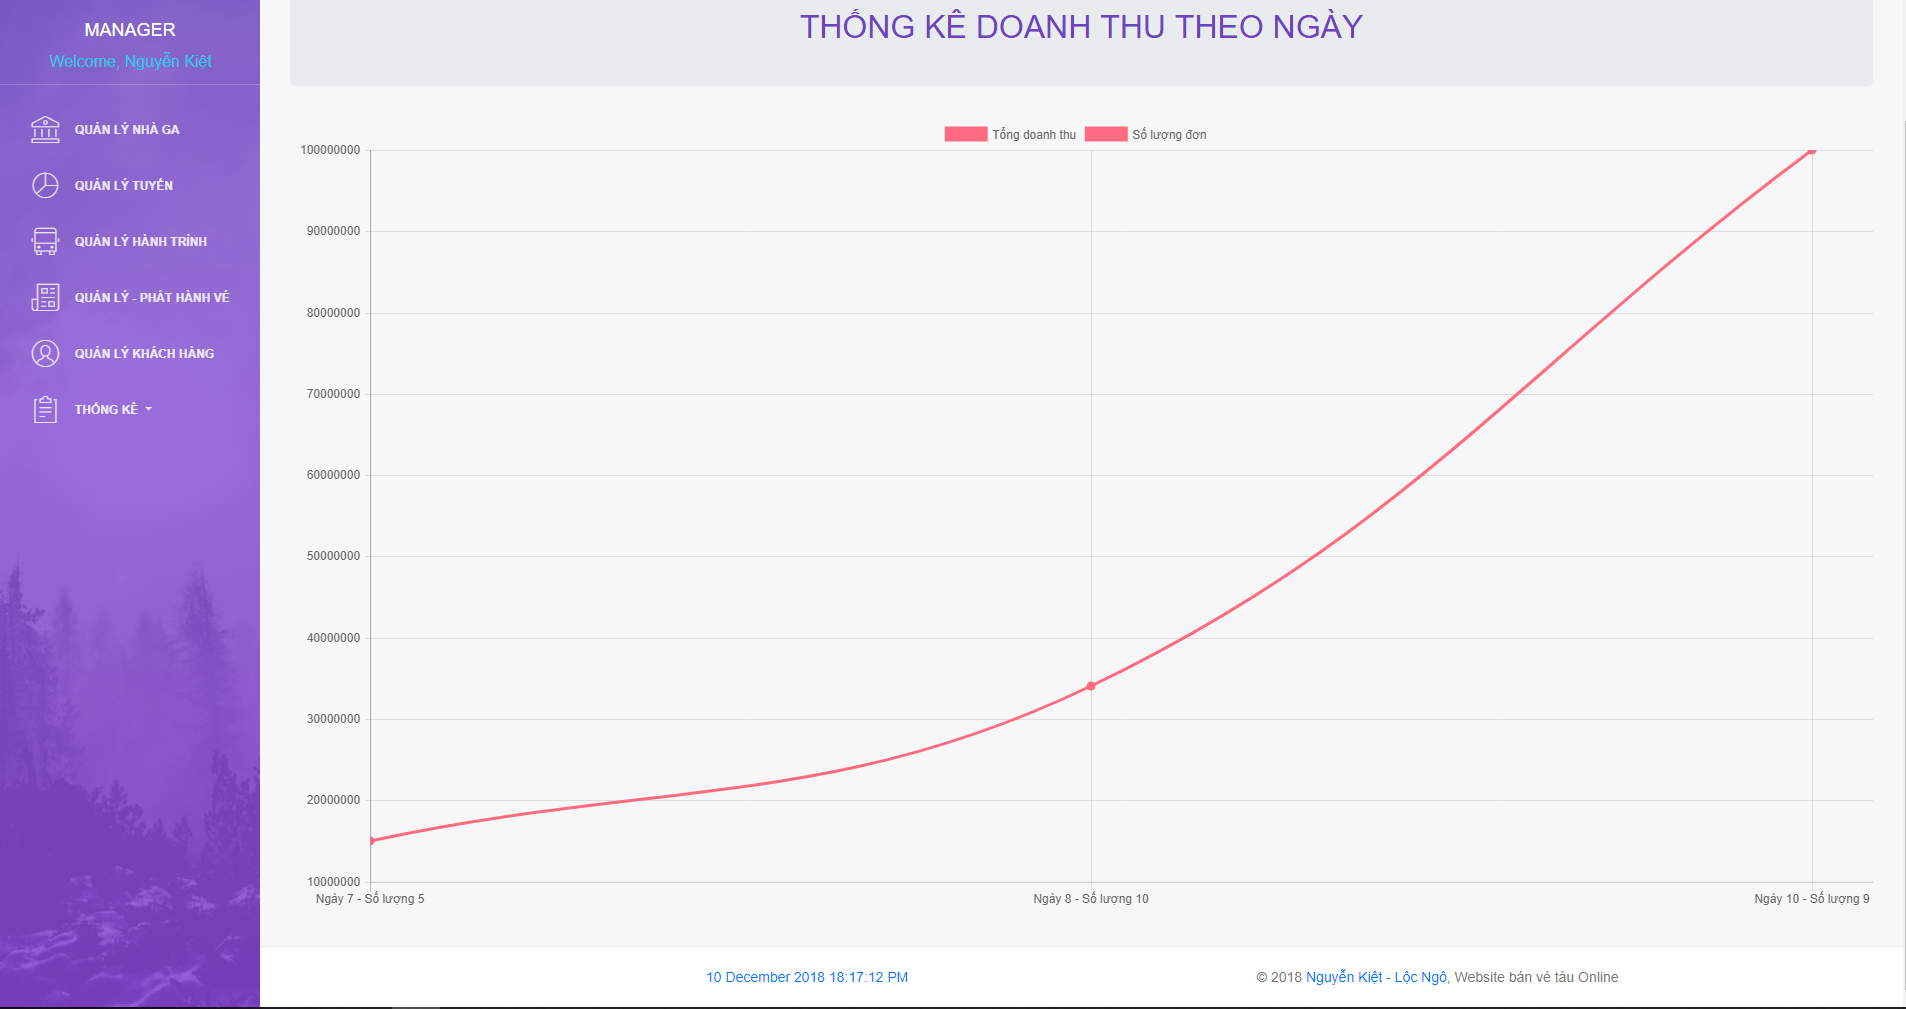 MANAGER
Welcome, Nguyễn Kiệt
QUẢN LÝ NHÀ GA
QUẢN LÝ TUYẾN
QUẢN LÝ HÀNH TRÌNH
QUẢN LÝ - PHÁT HÀNH VÉ
QUẢN LÝ KHÁCH HÀNG
THỐNG KÊ
THỐNG KÊ DOANH THU THEO NGÀY
Tổng doanh thu Số lượng đơn
100000000
90000000
80000000
70000000
60000000
50000000
40000000
30000000
20000000
10000000
Ngày 7 - Số lượng 5 Ngày 8 - Số lượng 10 Ngày 10 - Số lượng 9
10 December 2018 18:17:12 PM © 2018 Nguyễn Kiệt - Lộc Ngô, Website bán vé tàu Online